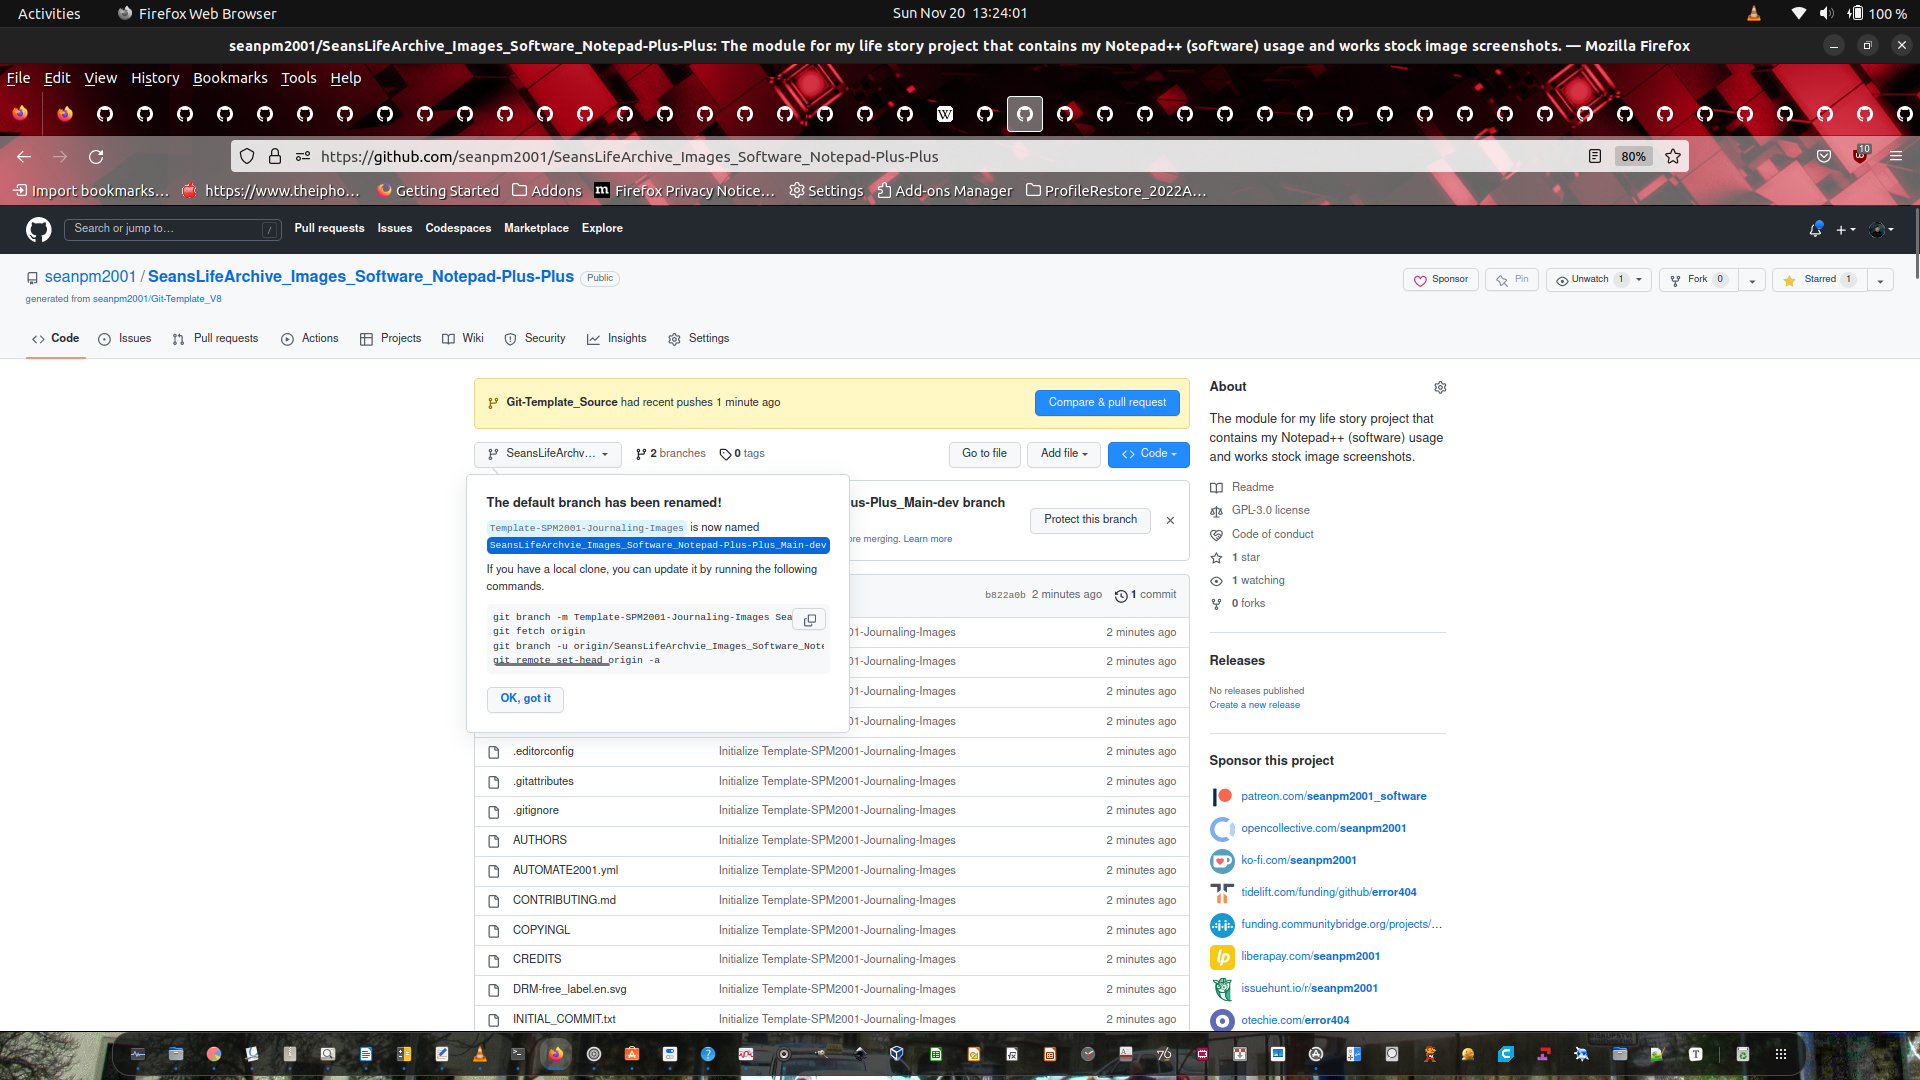 Activities
Firefox Web Browser
Sun Nov 20 13:24:01
100 %
seanpm2001/SeansLifeArchive_Images_Software_Notepad-Plus-Plus: The module for my life story project that contains my Notepad++ (software) usage and works stock image screenshots. — Mozilla Firefox
File Edit View History Bookmarks Tools Help
https://github.com/seanpm2001/SeansLifeArchive_Images_Software_Notepad-Plus-Plus
80%
10
Import bookmarks…
https://www.theipho…
Getting Started
Addons
Firefox Privacy Notice…
Settings
Add-ons Manager
ProfileRestore_2022A…
Search or jump to…
/
Pull requests
Issues
Codespaces
Marketplace
Explore
seanpm2001 / SeansLifeArchive_Images_Software_Notepad-Plus-Plus
Public
Sponsor
Pin
Unwatch 1
Fork 0
Starred 1
generated from seanpm2001/Git-Template_V8
Code
Issues
Pull requests
Actions
Projects
Wiki
Security
Insights
Settings
Git-Template_Source had recent pushes 1 minute ago
Compare & pull request
SeansLifeArchv…
2 branches
0 tags
Go to file
Add file
Code
The default branch has been renamed!
Template-SPM2001-Journaling-Images is now named
SeansLifeArchvie_Images_Software_Notepad-Plus-Plus_Main-dev
If you have a local clone, you can update it by running the following
commands.
git branch -m Template-SPM2001-Journaling-Images Sea
git fetch origin
git branch -u origin/SeansLifeArchvie_Images_Software_Note
git remote set-head origin -a
OK, got it
us-Plus_Main-dev branch
ore merging. Learn more
Protect this branch
b822a0b 2 minutes ago
1 commit
01-Journaling-Images 2 minutes ago
01-Journaling-Images 2 minutes ago
01-Journaling-Images 2 minutes ago
01-Journaling-Images 2 minutes ago
.editorconfig Initialize Template-SPM2001-Journaling-Images 2 minutes ago
.gitattributes Initialize Template-SPM2001-Journaling-Images 2 minutes ago
.gitignore Initialize Template-SPM2001-Journaling-Images 2 minutes ago
AUTHORS Initialize Template-SPM2001-Journaling-Images 2 minutes ago
AUTOMATE2001.yml Initialize Template-SPM2001-Journaling-Images 2 minutes ago
CONTRIBUTING.md Initialize Template-SPM2001-Journaling-Images 2 minutes ago
COPYINGL Initialize Template-SPM2001-Journaling-Images 2 minutes ago
CREDITS Initialize Template-SPM2001-Journaling-Images 2 minutes ago
DRM-free_label.en.svg Initialize Template-SPM2001-Journaling-Images 2 minutes ago
INITIAL_COMMIT.txt Initialize Template-SPM2001-Journaling-Images 2 minutes ago
About
The module for my life story project that
contains my Notepad++ (software) usage
and works stock image screenshots.
Readme
GPL-3.0 license
Code of conduct
1 star
1 watching
0 forks
Releases
No releases published
Create a new release
Sponsor this project
patreon.com/seanpm2001_software
opencollective.com/seanpm2001
ko-fi.com/seanpm2001
tidelift.com/funding/github/error404
funding.communitybridge.org/projects/…
liberapay.com/seanpm2001
issuehunt.io/r/seanpm2001
otechie.com/error404